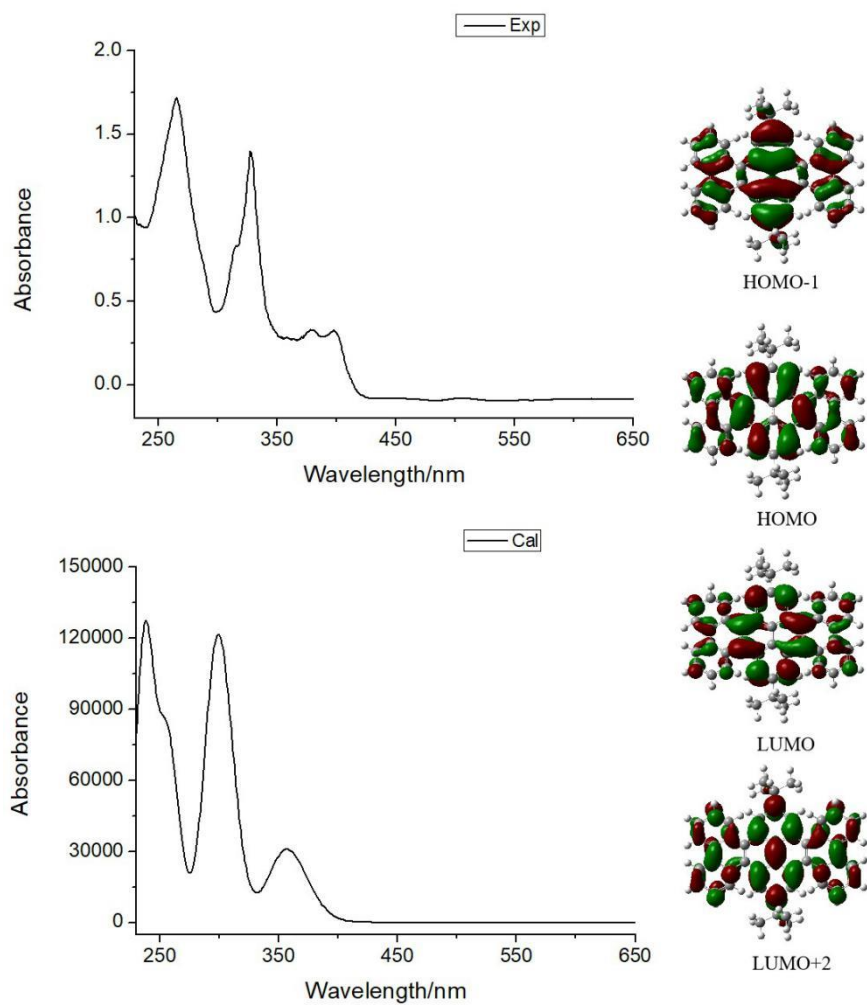 Exp
2.0
1.5
1.0
0.5
0.0
Absorbance
250 350 450 550 650
Wavelength/nm
Cal
150000
120000
90000
60000
30000
0
Absorbance
250 350 450 550 650
Wavelength/nm
HOMO-1
HOMO
LUMO
LUMO+2